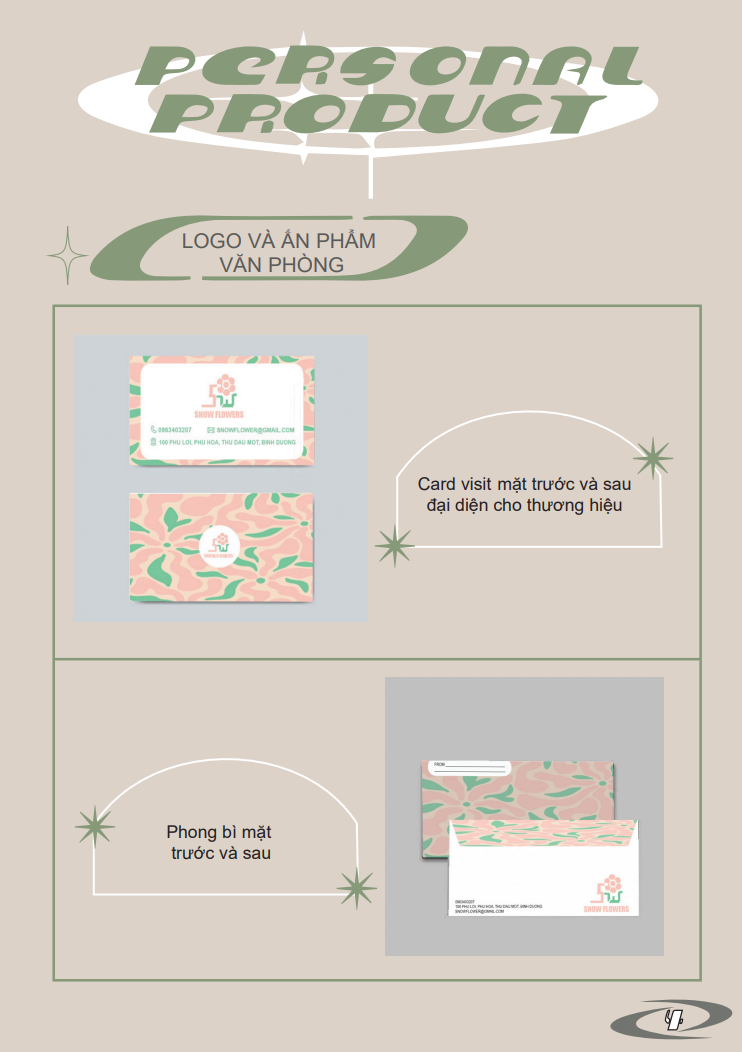 PERSONAL
PRODUCT
LOGO VÀ ẤN PHẨM
VĂN PHÒNG
SNOW FLOWERS
0963403207 SNOWFLOWER@GMAIL.COM
100 PHU LOI, PHU HOA, THU DAU MOT, BINH DUONG
Card visit mặt trước và sau
đại diện cho thương hiệu
SNOW FLOWERS
Phong bì mặt
trước và sau
FROM
0963403207
100 PHU LOI, PHU HOA, THU DAU MOT, BINH DUONG
SNOWFLOWER@GMAIL.COM
SNOW FLOWERS
4